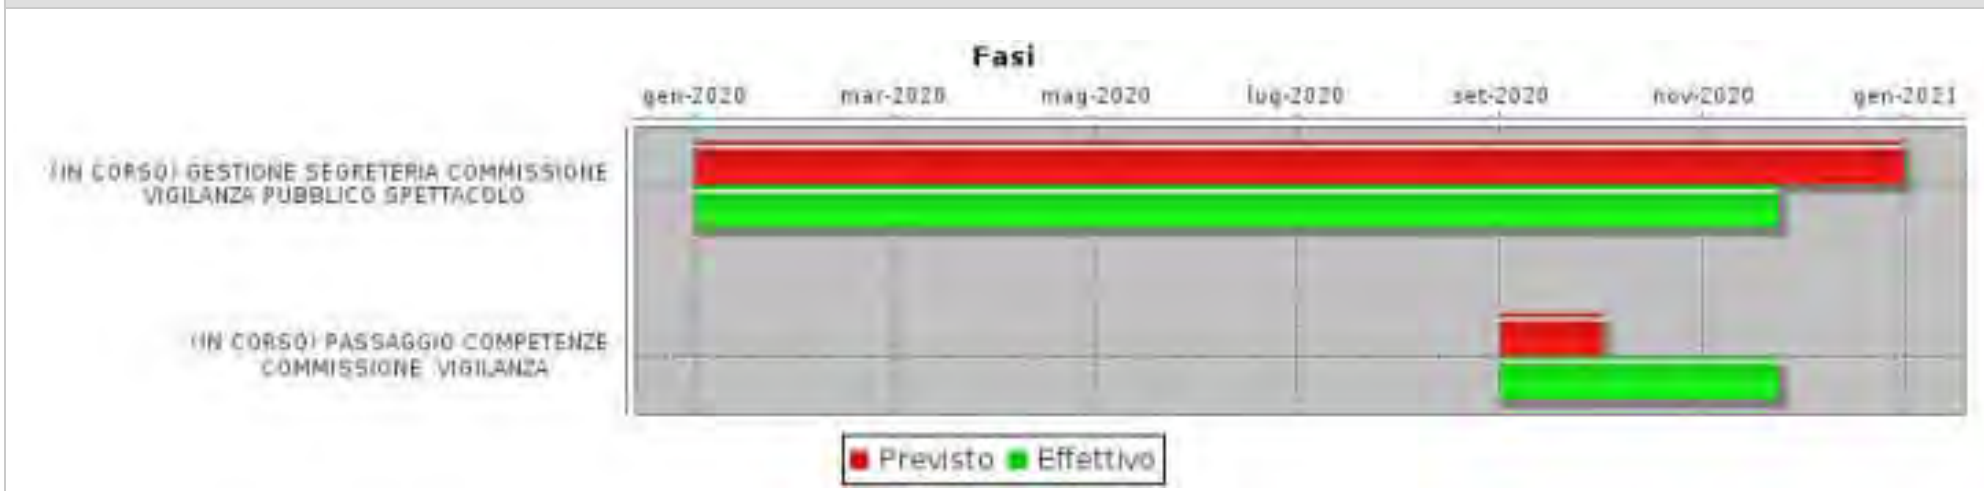 Fasi
gen-2020 mar-2020 mag-2020 lug-2020 set-2020 nov-2020 gen-2021
(IN CORSO) GESTIONE SEGRETERIA COMMISSIONE
VIGILANZA PUBBLICO SPETTACOLO
(IN CORSO) PASSAGGIO COMPETENZE
COMMISSIONE VIGILANZA
Previsto Effettivo